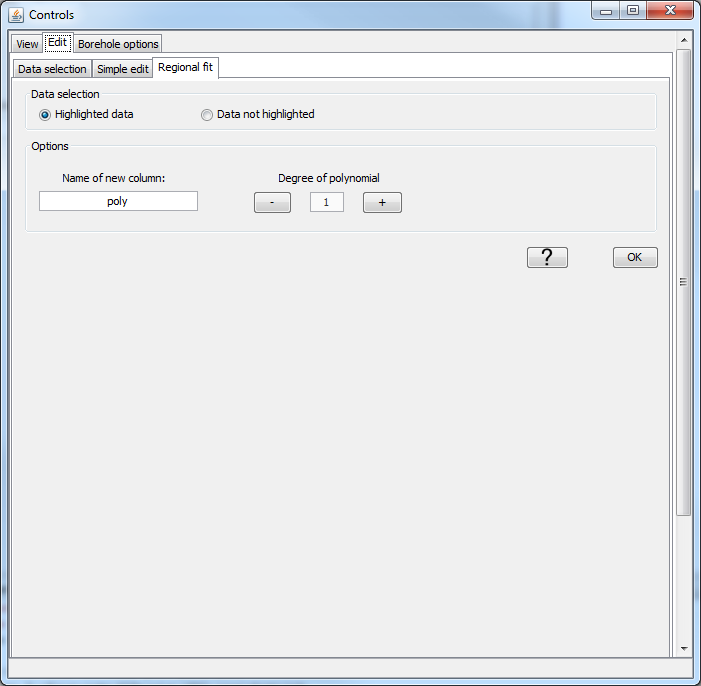 Controls
View Edit Borehole options
Data selection Simple edit Regional fit
Data selection
Highlighted data Data not highlighted
Options
Name of new column: Degree of polynomial
poly - 1 +
? OK